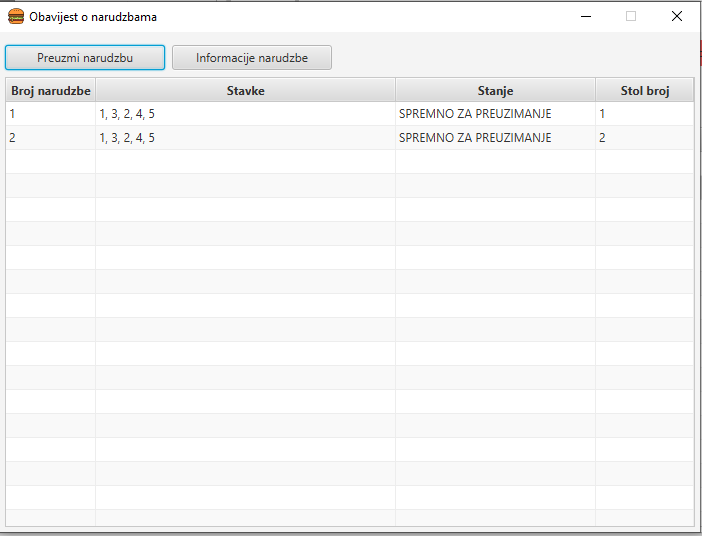 Obavijest o narudzbama
Preuzmi narudzbu Informacije narudzbe
Broj narudzbe Stavke Stanje Stol broj
1 1, 3, 2, 4, 5 SPREMNO ZA PREUZIMANJE 1
2 1, 3, 2, 4, 5 SPREMNO ZA PREUZIMANJE 2